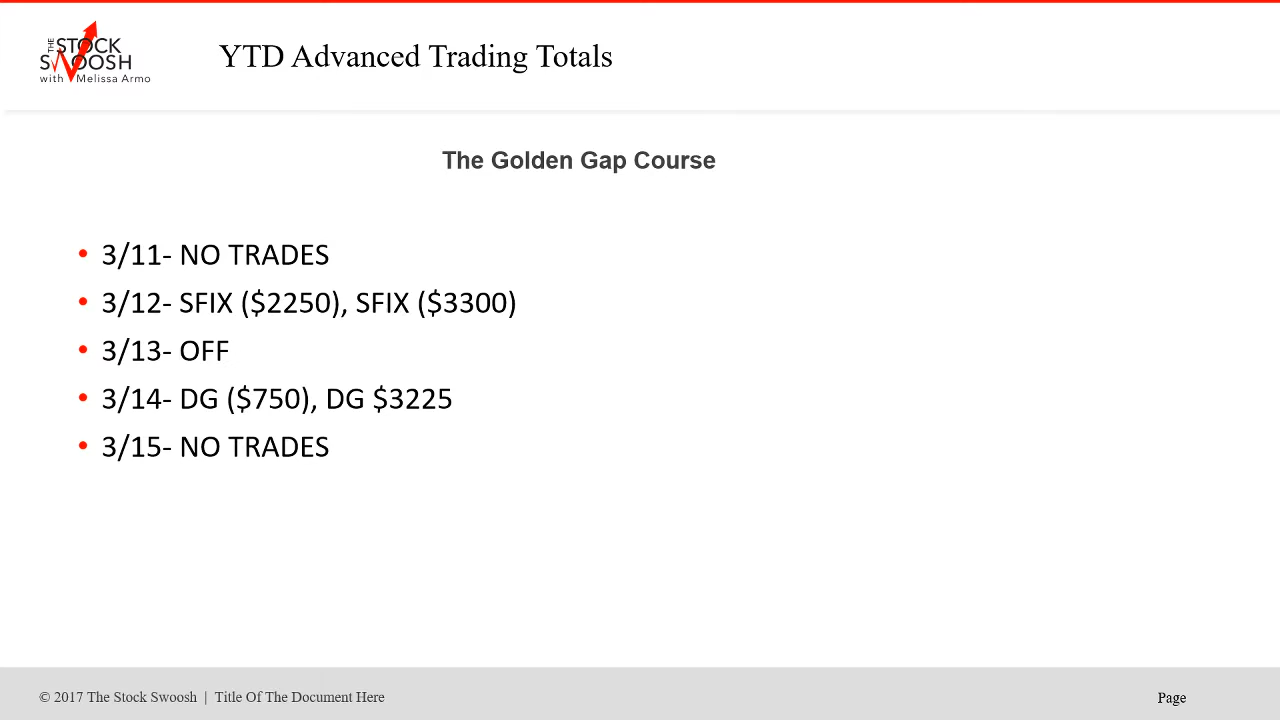 THE STOCK
SWOOSH
with Melissa Armo
YTD Advanced Trading Totals
The Golden Gap Course
• 3/11- NO TRADES
• 3/12- SFIX ($2250), SFIX ($3300)
• 3/13- OFF
• 3/14- DG ($750), DG $3225
• 3/15- NO TRADES
© 2017 The Stock Swoosh | Title Of The Document Here
Page